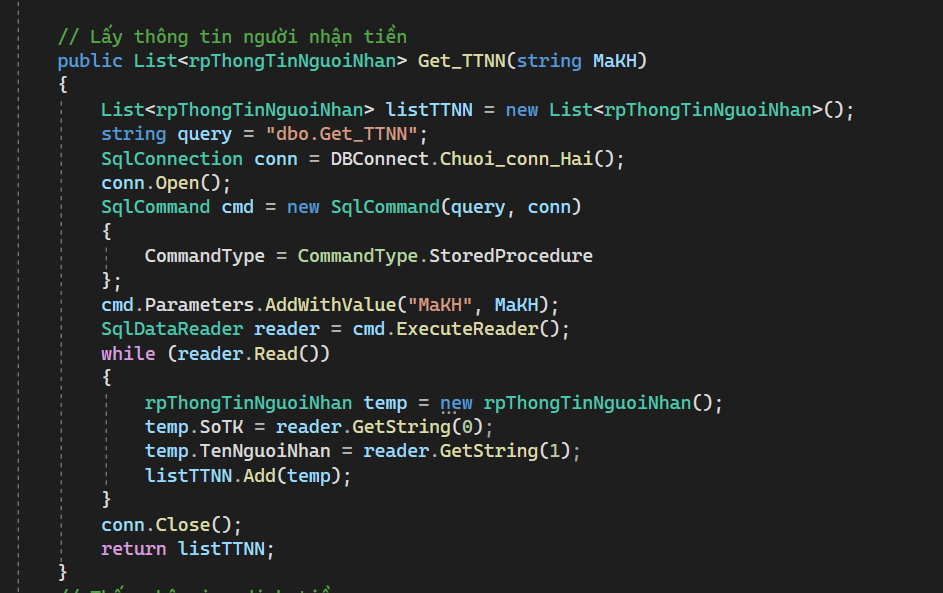 // Lấy thông tin người nhận tiền
public List<rpThongTinNguoiNhan> Get_TTNN(string MaKH)
{
List<rpThongTinNguoiNhan> listTTNN = new List<rpThongTinNguoiNhan>();
string query = "dbo.Get_TTNN";
SqlConnection conn = DBConnect.Chuoi_conn_Hai();
conn.Open();
SqlCommand cmd = new SqlCommand(query, conn)
{
CommandType = CommandType.StoredProcedure
};
cmd.Parameters.AddWithValue("MaKH", MaKH);
SqlDataReader reader = cmd.ExecuteReader();
while (reader.Read())
{
rpThongTinNguoiNhan temp = new rpThongTinNguoiNhan();
temp.SoTK = reader.GetString(0);
temp.TenNguoiNhan = reader.GetString(1);
listTTNN.Add(temp);
}
conn.Close();
return listTTNN;
}